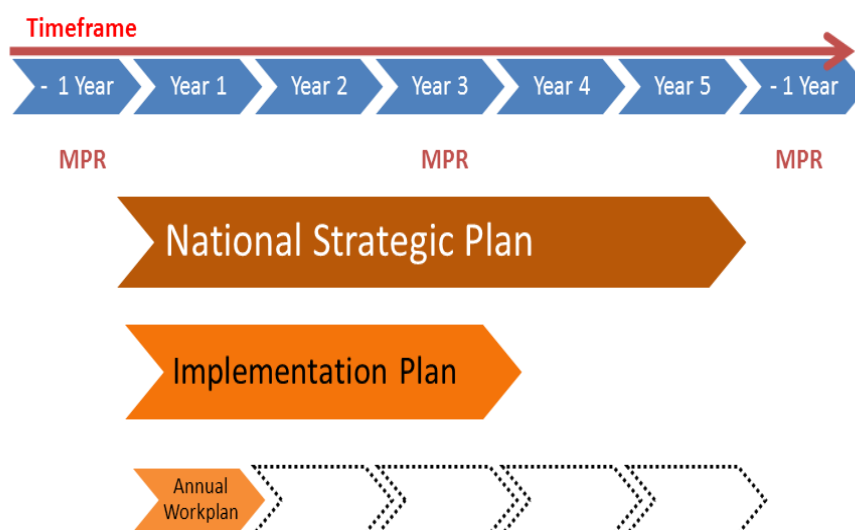 Timeframe
- 1 Year Year 1 Year 2 Year 3 Year 4 Year 5 - 1 Year
MPR MPR MPR
National Strategic Plan
Implementation Plan
Annual
Workplan